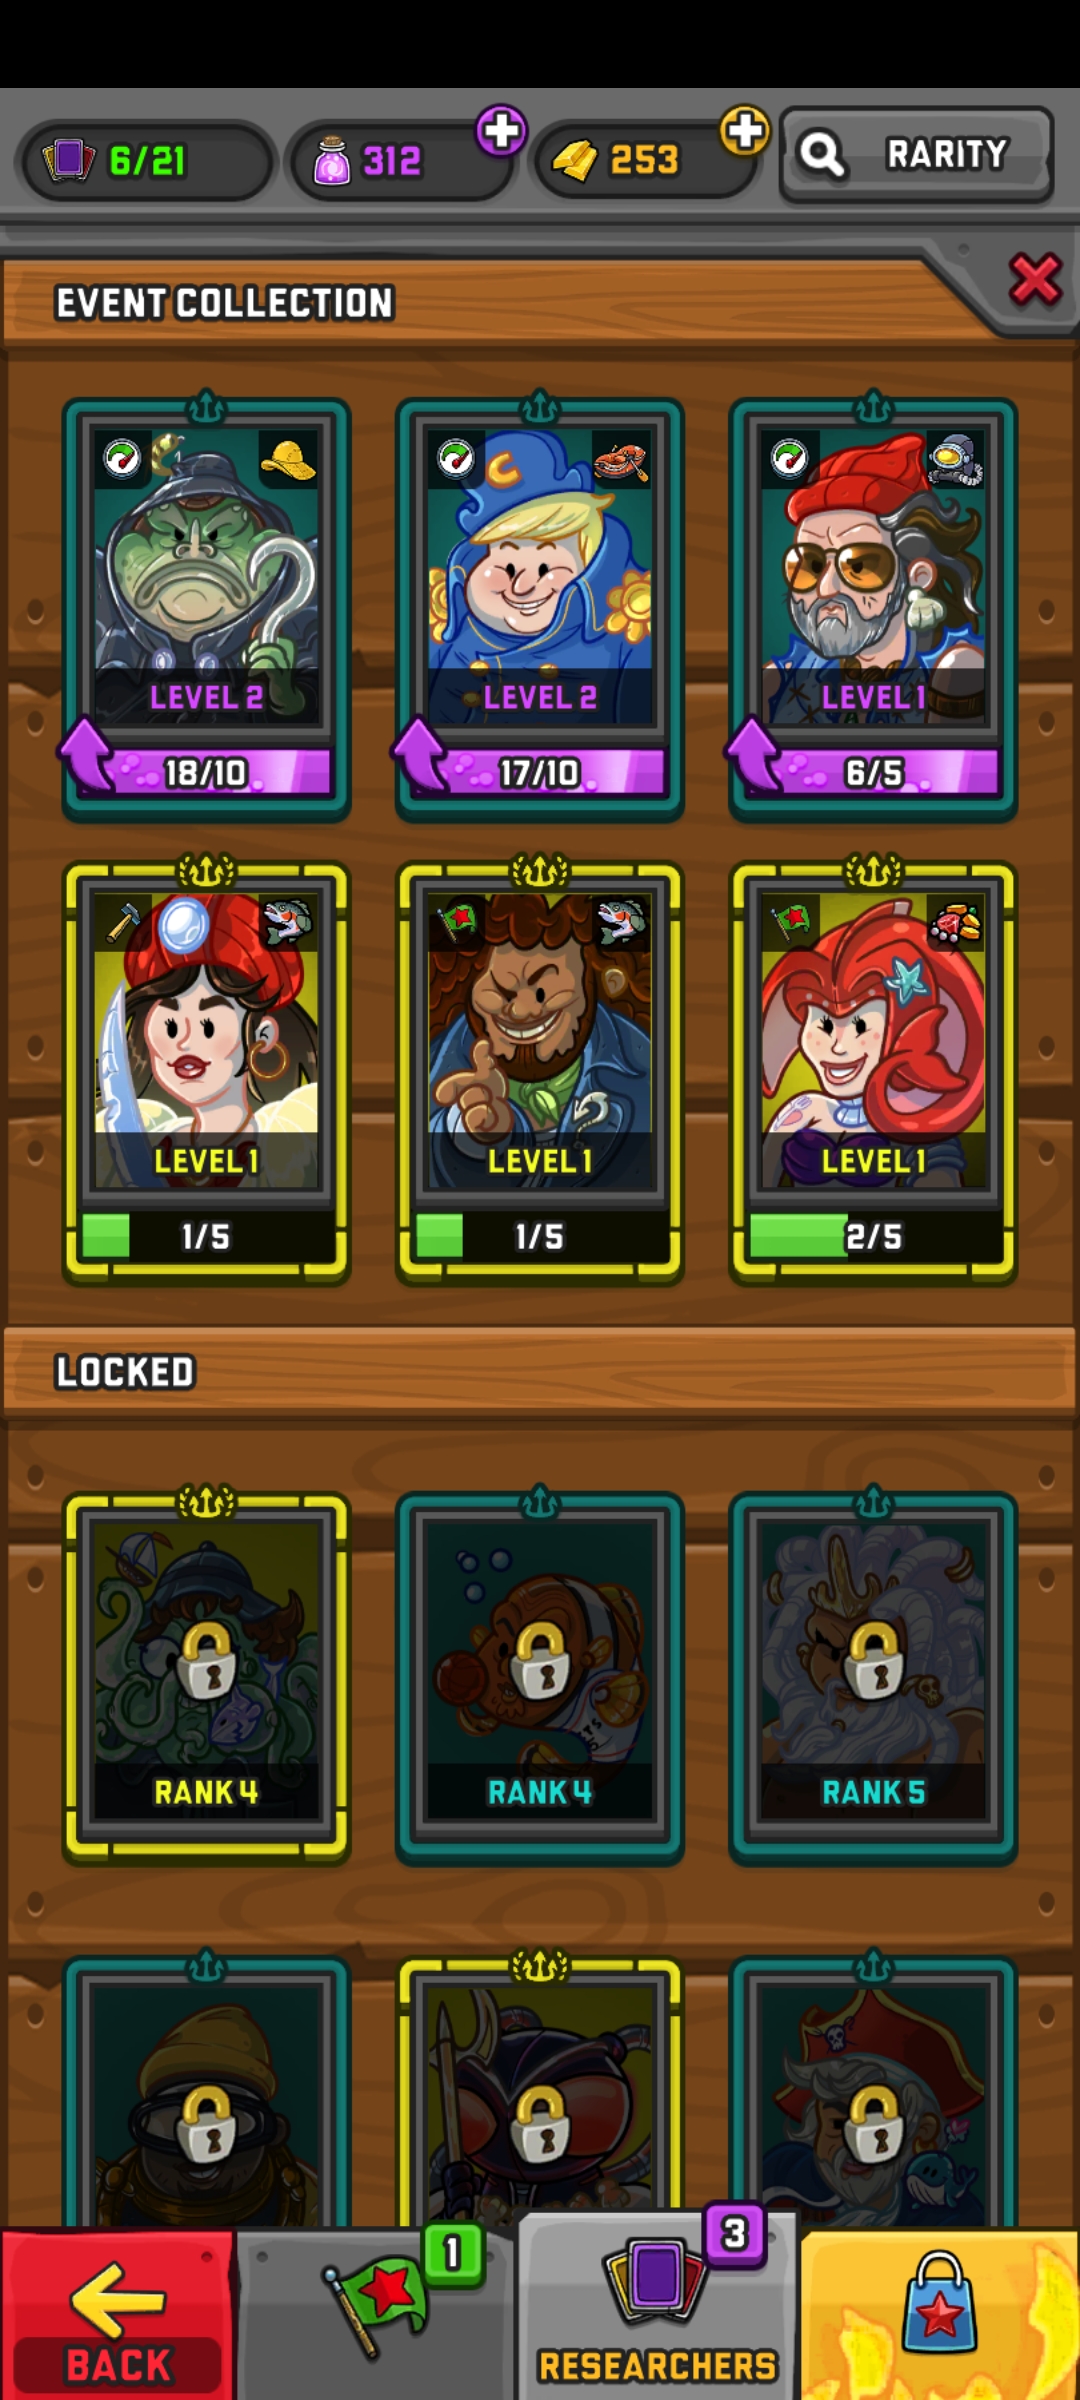 6/21 312 253 RARITY
EVENT COLLECTION
C
LEVEL 2 LEVEL 2 LEVEL 1
18/10 17/10 6/5
LEVEL 1 LEVEL 1 LEVEL 1
1/5 1/5 2/5
LOCKED
RANK 4 RANK 4 RANK 5
1 3
BACK RESEARCHERS